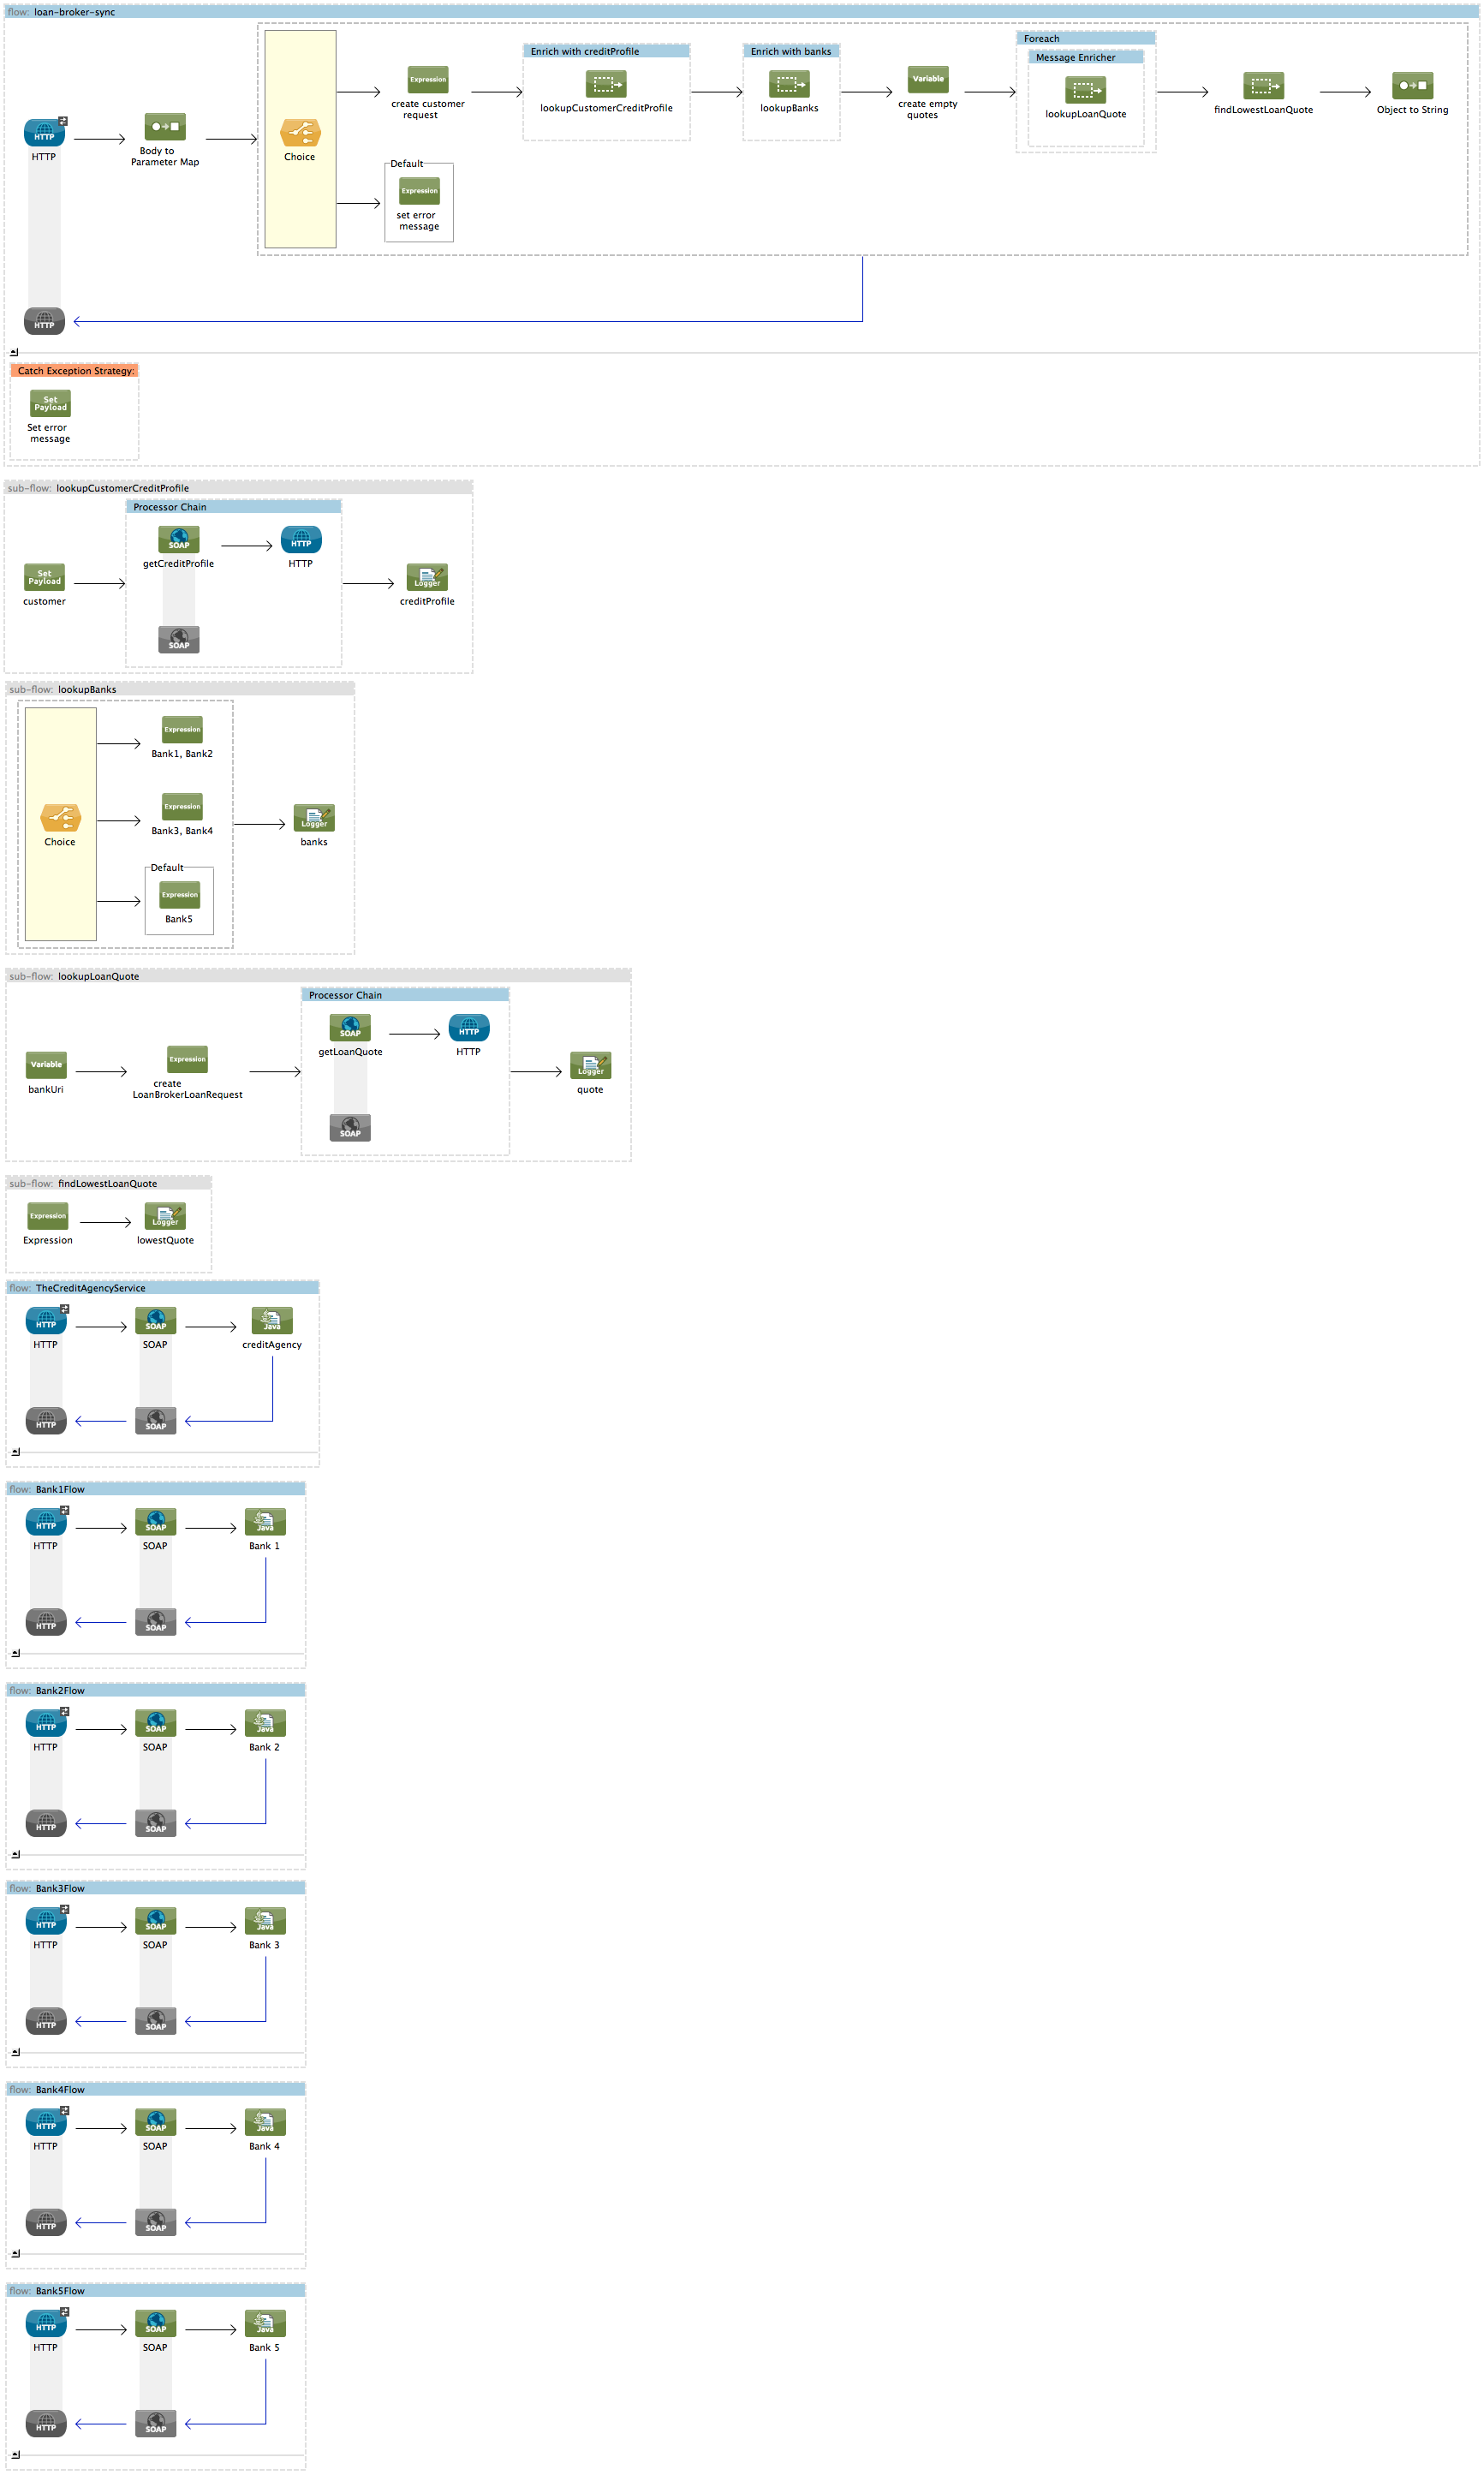 flow: loan-broker-sync
Foreach
Enrich with creditProfile
Enrich with banks
Message Enricher
Expression
Variable
create customer
request
lookupCustomerCreditProfile
lookupBanks
create empty
quotes
lookupLoanQuote
findLowestLoanQuote
Object to String
HTTP
HTTP
Body to
Parameter Map
Choice
Default
Expression
set error
message
HTTP
Catch Exception Strategy:
Set
Payload
Set error
message
sub-flow: lookupCustomerCreditProfile
Processor Chain
SOAP
HTTP
getCreditProfile
HTTP
Set
Payload
Logger
customer
creditProfile
SOAP
sub-flow: lookupBanks
Expression
Bank1, Bank2
Expression
Bank3, Bank4
Logger
Choice
banks
Default
Expression
Bank5
sub-flow: lookupLoanQuote
Processor Chain
SOAP
HTTP
getLoanQuote
HTTP
Variable
Expression
Logger
bankUri
create
LoanBrokerLoanRequest
quote
SOAP
sub-flow: findLowestLoanQuote
Expression
Logger
Expression
lowestQuote
flow: TheCreditAgencyService
HTTP
SOAP
Java
HTTP
SOAP
creditAgency
HTTP
SOAP
flow: Bank1Flow
HTTP
SOAP
Java
HTTP
SOAP
Bank 1
HTTP
SOAP
flow: Bank2Flow
HTTP
SOAP
Java
HTTP
SOAP
Bank 2
HTTP
SOAP
flow: Bank3Flow
HTTP
SOAP
Java
HTTP
SOAP
Bank 3
HTTP
SOAP
flow: Bank4Flow
HTTP
SOAP
Java
HTTP
SOAP
Bank 4
HTTP
SOAP
flow: Bank5Flow
HTTP
SOAP
Java
HTTP
SOAP
Bank 5
HTTP
SOAP